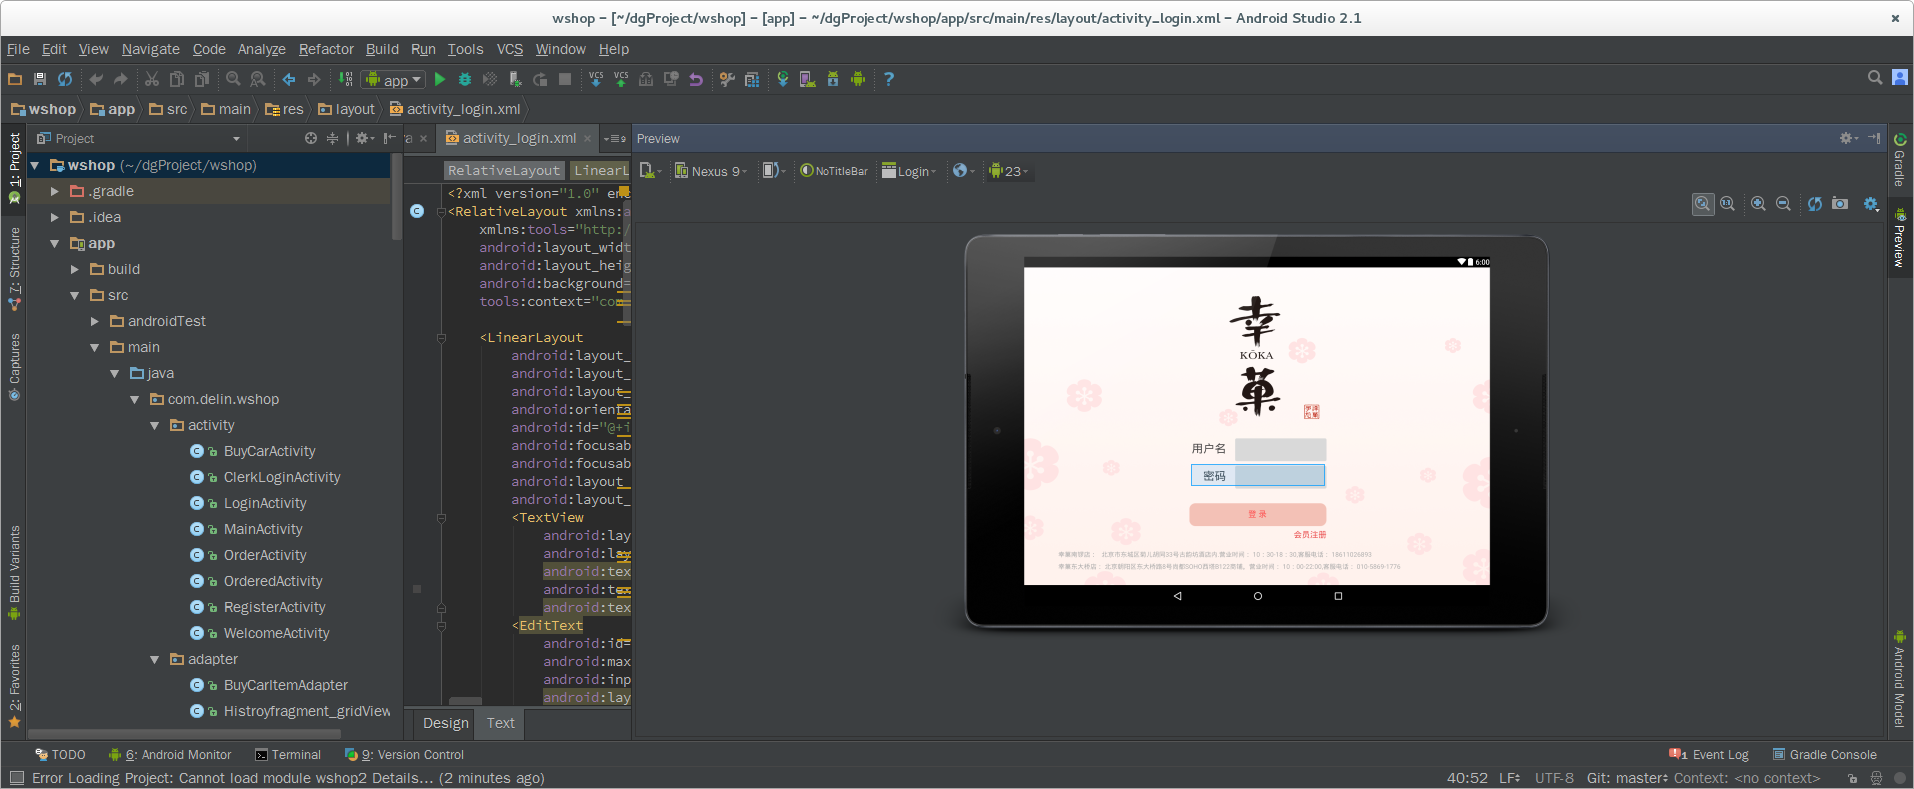 wshop – [~/dgProject/wshop] – [app] – ~/dgProject/wshop/app/src/main/res/layout/activity_login.xml – Android Studio 2.1
File Edit View Navigate Code Analyze Refactor Build Run Tools VCS Window Help
app
wshop app src main res layout activity_login.xml
Project
activity_login.xml
Preview
1: Project
7: Structure
Captures
Build Variants
2: Favorites
wshop (~/dgProject/wshop)
.gradle
.idea
app
build
src
androidTest
main
java
com.delin.wshop
activity
BuyCarActivity
ClerkLoginActivity
LoginActivity
MainActivity
OrderActivity
OrderedActivity
RegisterActivity
WelcomeActivity
adapter
BuyCarItemAdapter
Histroyfragment_gridView
RelativeLayout LinearL
<?xml version="1.0" enc
<RelativeLayout xmlns:a
xmlns:tools="http:/
android:layout_widt
android:layout_heig
android:background=
tools:context="com
<LinearLayout
android:layout_
android:layout_
android:layout_
android:orienta
android:id="@+i
android:focusab
android:focusab
android:layout_
android:layout_
<TextView
android:lay
android:lay
android:tex
android:tex
android:tex
<EditText
android:id=
android:max
android:inp
android:lay
Design Text
Nexus 9 NoTitleBar Login 23
6:00
幸
KŌKA
菓
用户名
密码
登录
会员注册
Gradle
Preview
Android Model
TODO 6: Android Monitor Terminal 9: Version Control
1 Event Log Gradle Console
Error Loading Project: Cannot load module wshop2 Details... (2 minutes ago)
40:52 LF UTF-8 Git: master Context: <no context>